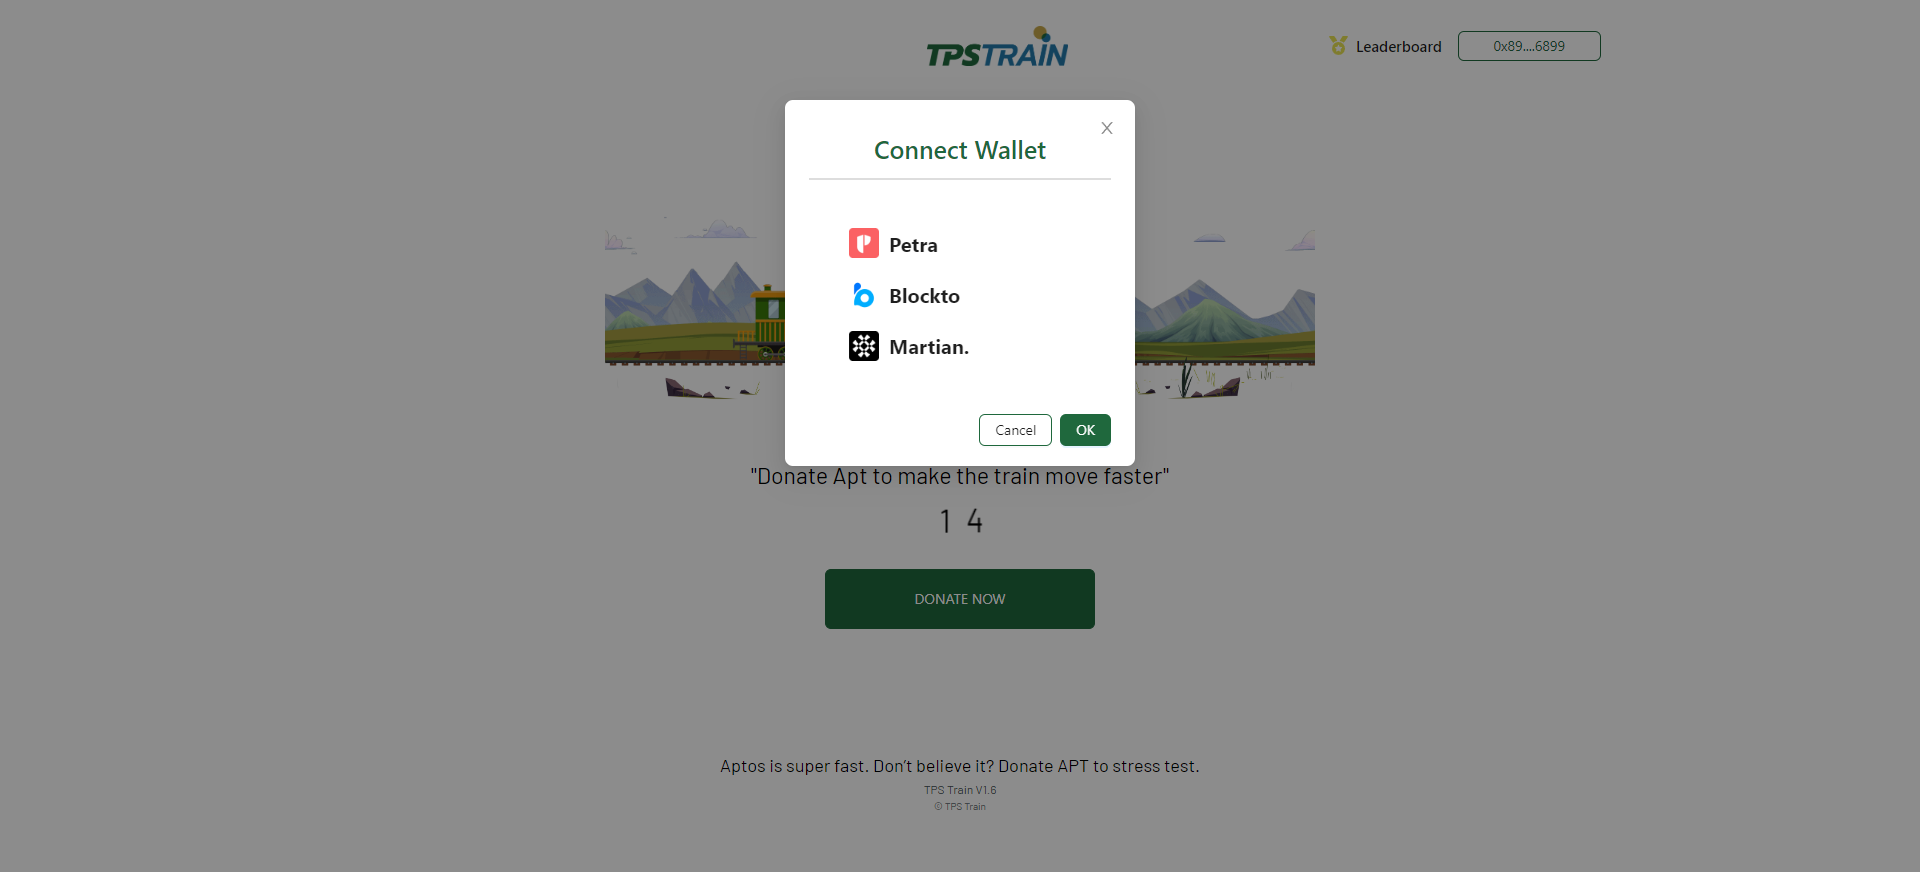 TPSTRAIN
Leaderboard
0x89....6899
X
Connect Wallet
Petra
Blockto
Martian.
Cancel
OK
"Donate Apt to make the train move faster"
1 4
DONATE NOW
Aptos is super fast. Don’t believe it? Donate APT to stress test.
TPS Train V1.6
© TPS Train